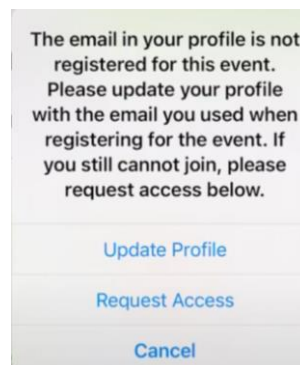 The email in your profile is not
registered for this event.
Please update your profile
with the email you used when
registering for the event. If
you still cannot join, please
request access below.
Update Profile
Request Access
Cancel